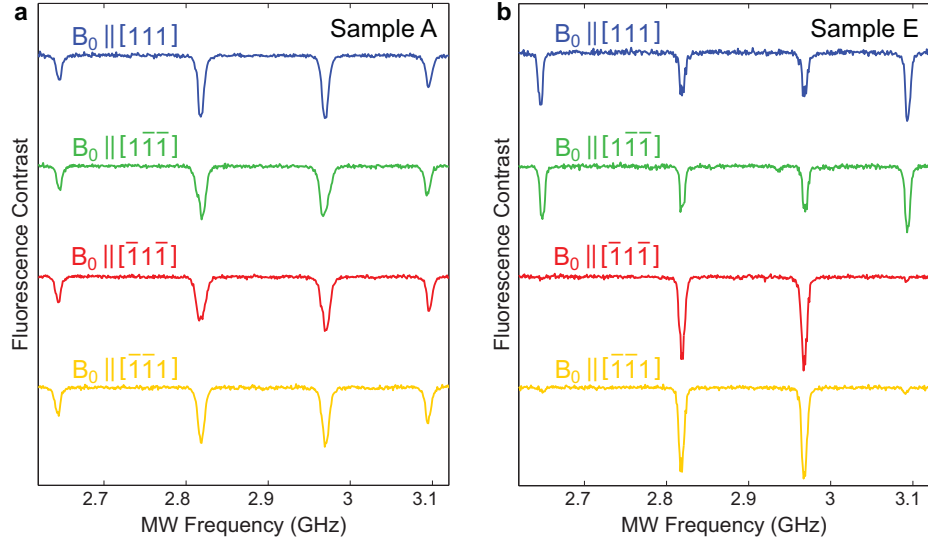 a
Sample A
B₀ || [111]
B₀ || [11̅1̅]
B₀ || [1̅11̅]
B₀ || [1̅1̅1]
Fluorescence Contrast
2.7 2.8 2.9 3 3.1
MW Frequency (GHz)
b
Sample E
B₀ || [111]
B₀ || [11̅1̅]
B₀ || [1̅11̅]
B₀ || [1̅1̅1]
Fluorescence Contrast
2.7 2.8 2.9 3 3.1
MW Frequency (GHz)